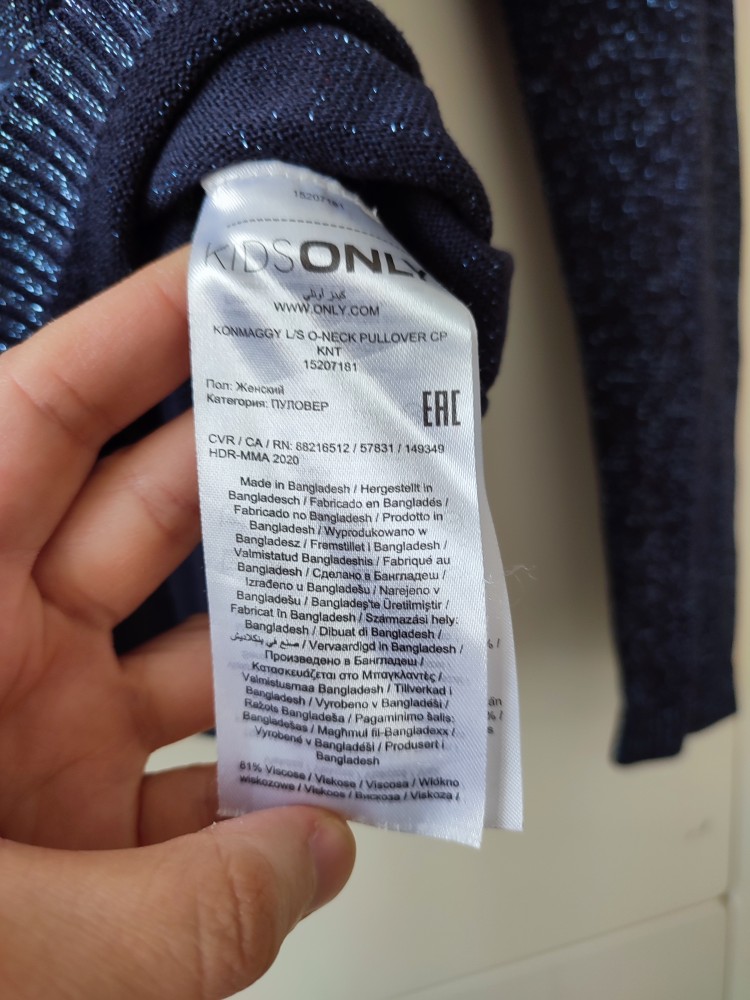 15207181
KIDSONLY
كيدز أونلي
WWW.ONLY.COM
KONMAGGY L/S O-NECK PULLOVER CP
KNT
15207181
Пол: Женский
Категория: ПУЛОВЕР
EAC
CVR / CA / RN: 88216512 / 57831 / 149349
HDR-MMA 2020
Made in Bangladesh / Hergestellt in
Bangladesch / Fabricado en Bangladés /
Fabricado no Bangladesh / Prodotto in
Bangladesh / Wyprodukowano w
Bangladesz / Fremstillet i Bangladesh /
Valmistatud Bangladeshis / Fabriqué au
Bangladesh / Сделано в Бангладеш /
Izrađeno u Bangladešu / Narejeno v
Bangladešu / Bangladeş'te Üretilmiştir /
Fabricat în Bangladesh / Származási hely:
Bangladesh / Dibuat di Bangladesh /
صنع في بنكلاديش / Vervaardigd in Bangladesh /
Произведено в Бангладеш /
Κατασκευάζεται στο Μπαγκλαντές /
Valmistusmaa Bangladesh / Tillverkad i
Bangladesh / Vyrobeno v Bangladéši /
Ražots Bangladeša / Pagaminimo šalis:
Bangladešas / Magħmul fil-Bangladexx /
Vyrobené v Bangladéši / Produsert i
Bangladesh
61% Viscose / Viskose / Viscosa / Włókno
wiskozowe / Viskoos / Вискоза / Viskoza /